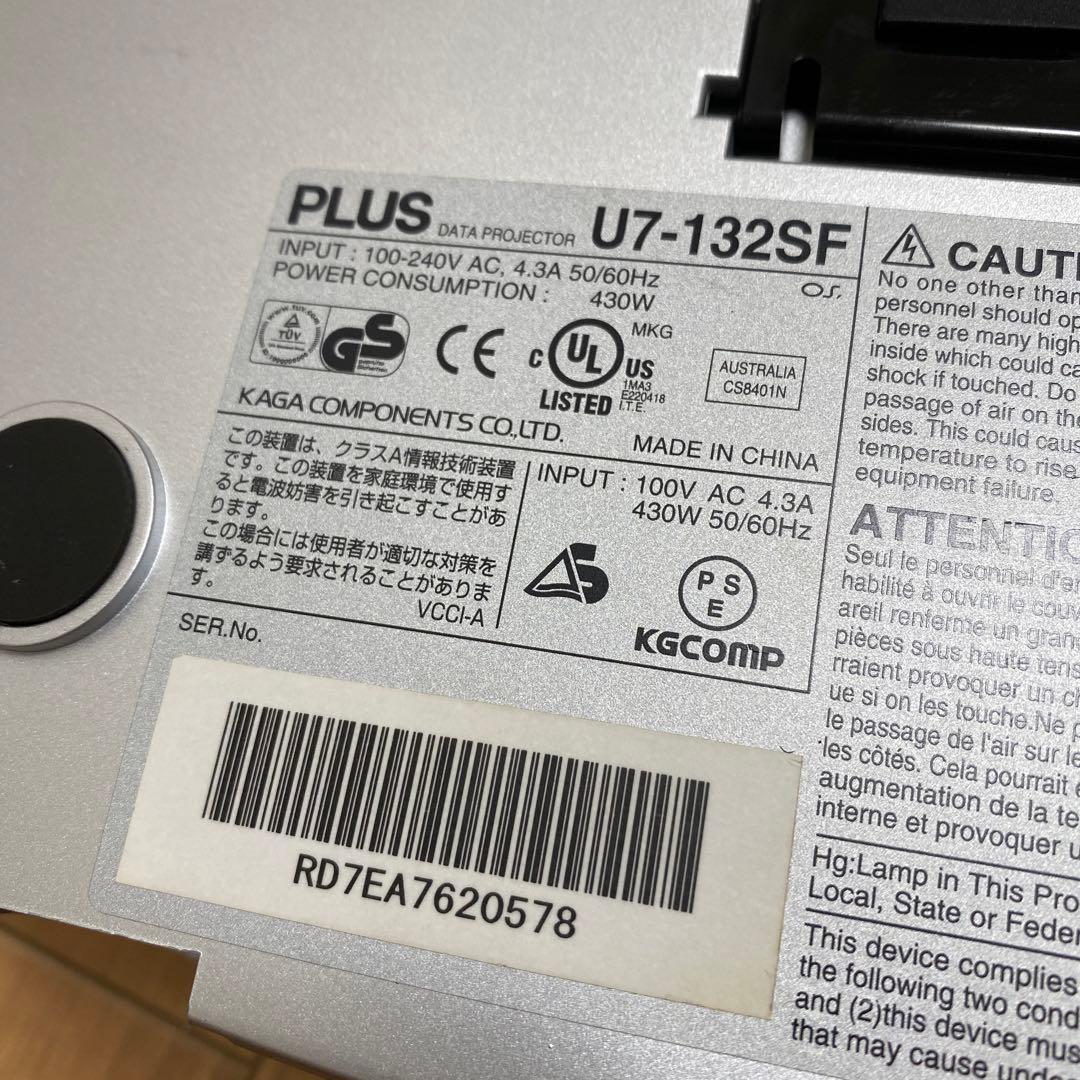 PLUS DATA PROJECTOR U7-132SF
INPUT : 100-240V AC, 4.3A 50/60Hz
POWER CONSUMPTION : 430W
www.tuv.com
TÜV
GS
CE
C UL US
LISTED
MKG
1MA3
E220418
I.T.E.
AUSTRALIA
CS8401N
KAGA COMPONENTS CO.,LTD.
MADE IN CHINA
この装置は、クラスA情報技術装置
です。この装置を家庭環境で使用す
ると電波妨害を引き起こすことがあ
ります。
この場合には使用者が適切な対策を
講ずるよう要求されることがありま
す。
VCCI-A
INPUT : 100V AC 4.3A
430W 50/60Hz
PS
E
KGCOMP
SER.No.
RD7EA7620578
CAUTI
No one other than
personnel should op
There are many high
inside which could ca
shock if touched. Do
passage of air on the
sides. This could caus
temperature to rise
equipment failure.
ATTENTIO
Seul le personnel d'en
habilité à ouvrir le couv
areil renferme un gran
pièces sous haute tens
rraient provoquer un ch
ue si on les touche.Ne p
le passage de l'air sur le
les côtés. Cela pourrait
augmentation de la te
interne et provoquer u
Hg:Lamp in This Pro
Local, State or Feder
This device complies
the following two cond
and (2)this device mus
that may cause unde